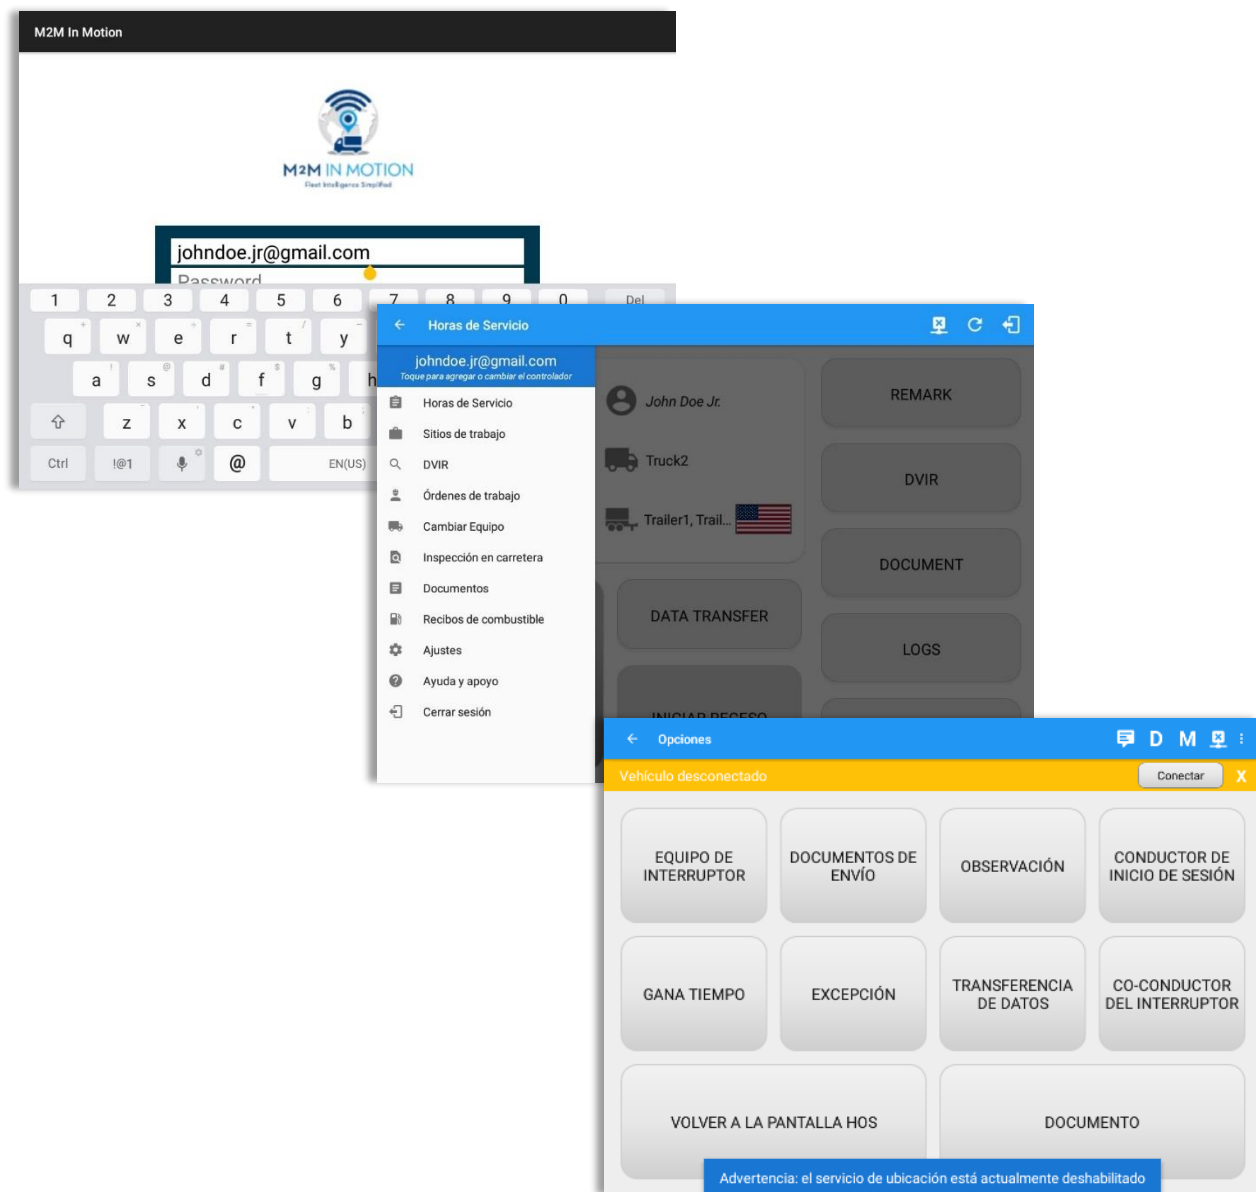 M2M In Motion
M2M IN MOTION
Fleet Intelligence Simplified
johndoe.jr@gmail.com
Password
1 2 3 4 5 6 7 8 9 0 Del
q w e r t y
a s d f g h
z x c v b
Ctrl !@1 @ EN(US)
Horas de Servicio
johndoe.jr@gmail.com
Toque para agregar o cambiar el controlador
Horas de Servicio
Sitios de trabajo
DVIR
Órdenes de trabajo
Cambiar Equipo
Inspección en carretera
Documentos
Recibos de combustible
Ajustes
Ayuda y apoyo
Cerrar sesión
John Doe Jr.
Truck2
Trailer1, Trail...
DATA TRANSFER
INICIAR RECESO
REMARK
DVIR
DOCUMENT
LOGS
Opciones
D M
Vehículo desconectado
Conectar X
EQUIPO DE
INTERRUPTOR
DOCUMENTOS DE
ENVÍO
OBSERVACIÓN
CONDUCTOR DE
INICIO DE SESIÓN
GANA TIEMPO
EXCEPCIÓN
TRANSFERENCIA
DE DATOS
CO-CONDUCTOR
DEL INTERRUPTOR
VOLVER A LA PANTALLA HOS
DOCUMENTO
Advertencia: el servicio de ubicación está actualmente deshabilitado